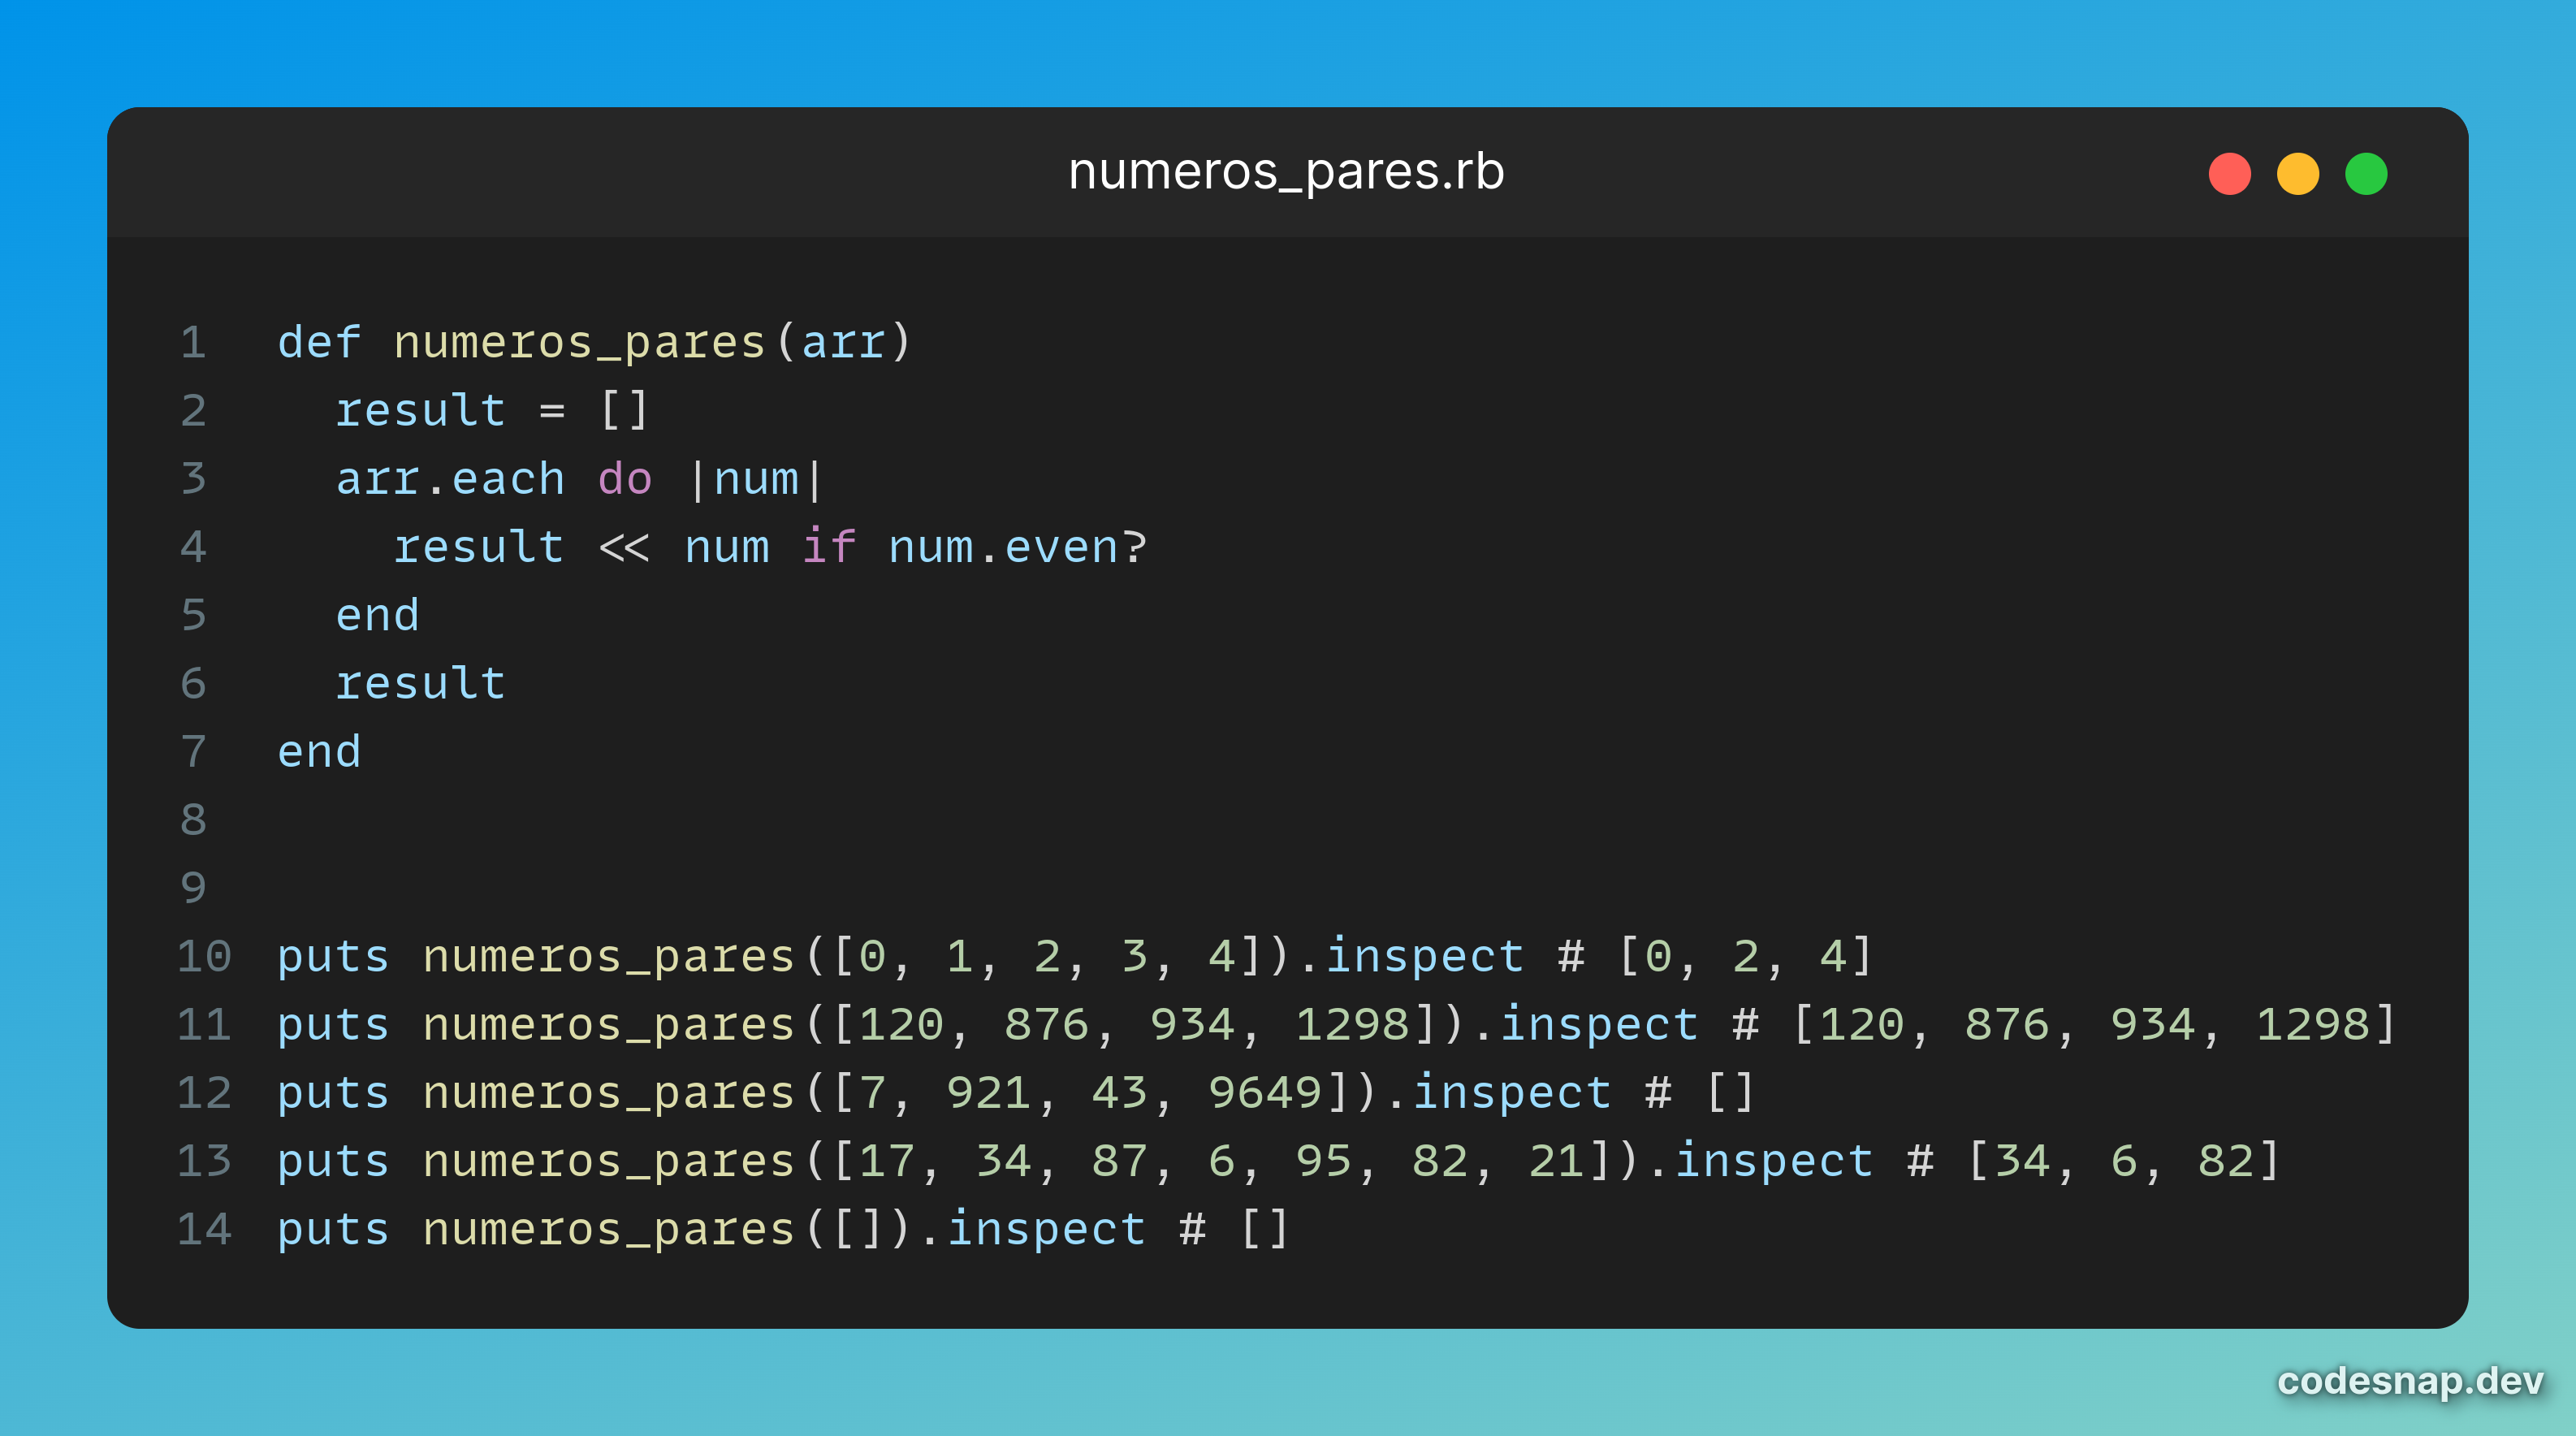 numeros_pares.rb
1 def numeros_pares(arr)
2   result = []
3   arr.each do |num|
4     result << num if num.even?
5   end
6   result
7 end
8
9
10 puts numeros_pares([0, 1, 2, 3, 4]).inspect # [0, 2, 4]
11 puts numeros_pares([120, 876, 934, 1298]).inspect # [120, 876, 934, 1298]
12 puts numeros_pares([7, 921, 43, 9649]).inspect # []
13 puts numeros_pares([17, 34, 87, 6, 95, 82, 21]).inspect # [34, 6, 82]
14 puts numeros_pares([]).inspect # []
codesnap.dev